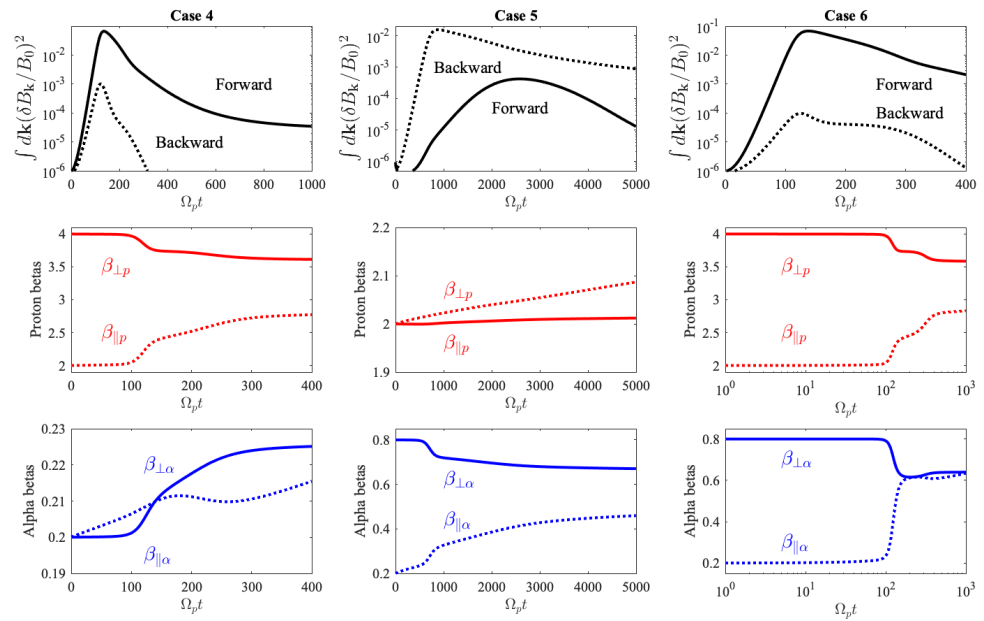 Case 4
Case 5
Case 6
∫ dk(δB_k/B_0)^2
10^-2
10^-3
10^-4
10^-5
10^-6
Forward
Backward
0 200 400 600 800 1000
Ω_p t
∫ dk(δB_k/B_0)^2
10^-2
10^-3
10^-4
10^-5
10^-6
Backward
Forward
0 1000 2000 3000 4000 5000
Ω_p t
∫ dk(δB_k/B_0)^2
10^-1
10^-2
10^-3
10^-4
10^-5
10^-6
Forward
Backward
0 100 200 300 400
Ω_p t
Proton betas
4
3.5
3
2.5
2
β_⊥p
β_∥p
0 100 200 300 400
Ω_p t
Proton betas
2.2
2.1
2
1.9
β_⊥p
β_∥p
0 1000 2000 3000 4000 5000
Ω_p t
Proton betas
4
3.5
3
2.5
2
β_⊥p
β_∥p
10^0 10^1 10^2 10^3
Ω_p t
Alpha betas
0.23
0.22
0.21
0.20
0.19
β_⊥α
β_∥α
0 100 200 300 400
Ω_p t
Alpha betas
0.8
0.6
0.4
0.2
β_⊥α
β_∥α
0 1000 2000 3000 4000 5000
Ω_p t
Alpha betas
0.8
0.6
0.4
0.2
β_⊥α
β_∥α
10^0 10^1 10^2 10^3
Ω_p t